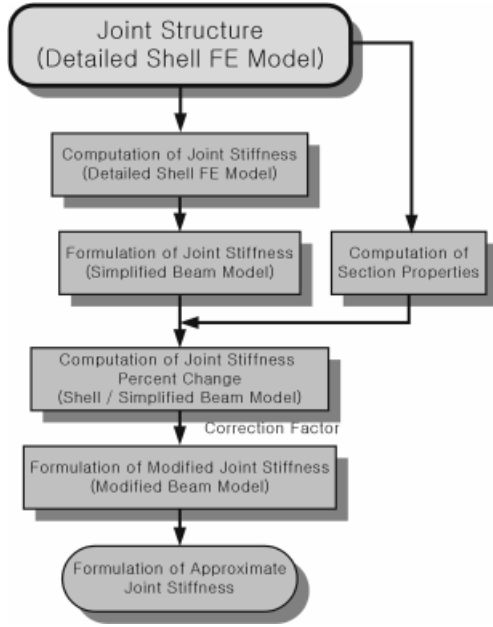 Joint Structure
(Detailed Shell FE Model)
Computation of Joint Stiffness
(Detailed Shell FE Model)
Formulation of Joint Stiffness
(Simplified Beam Model)
Computation of
Section Properties
Computation of Joint Stiffness
Percent Change
(Shell / Simplified Beam Model)
Correction Factor
Formulation of Modified Joint Stiffness
(Modified Beam Model)
Formulation of Approximate
Joint Stiffness